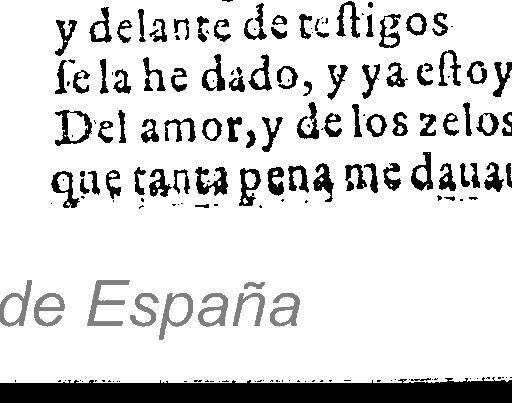 y delante de teſtigos
ſe la he dado, y ya eſtoy
Del amor, y de los zelos
que tanta pena me dauan
de España